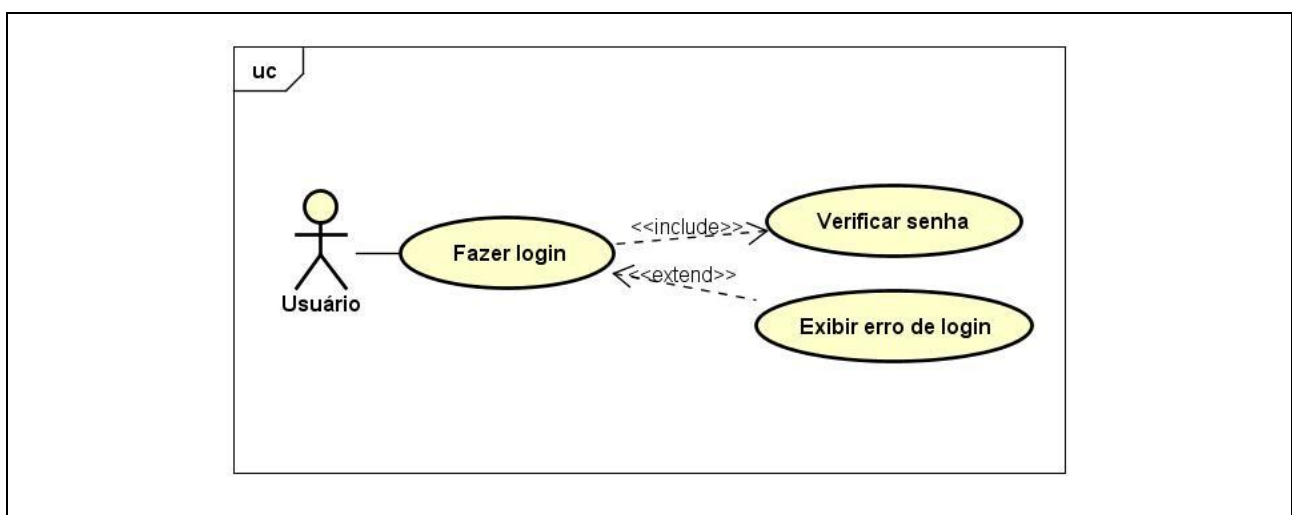 uc
Verificar senha
<<include>>
Fazer login
<<extend>>
Usuário
Exibir erro de login